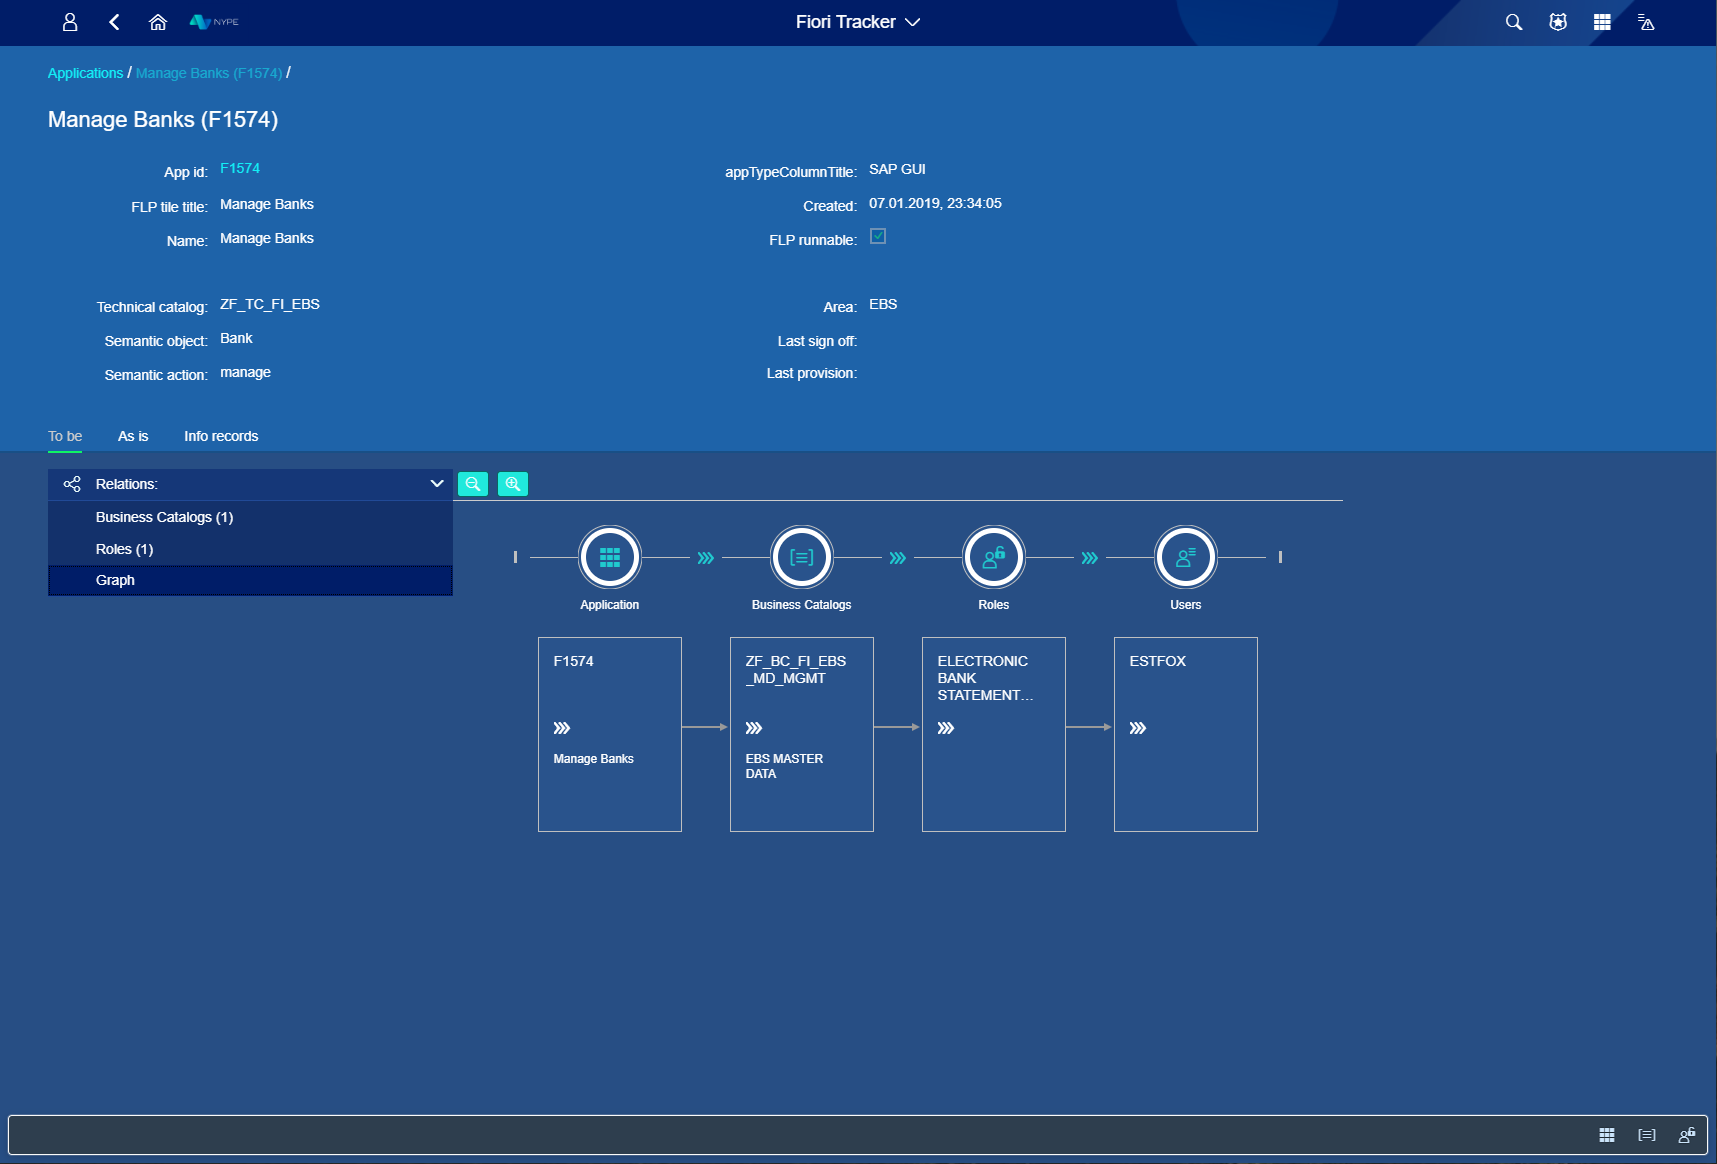 NYPE
Fiori Tracker
Applications / Manage Banks (F1574) /
Manage Banks (F1574)
App id: F1574
appTypeColumnTitle: SAP GUI
FLP tile title: Manage Banks
Created: 07.01.2019, 23:34:05
Name: Manage Banks
FLP runnable:
Technical catalog: ZF_TC_FI_EBS
Area: EBS
Semantic object: Bank
Last sign off:
Semantic action: manage
Last provision:
To be As is Info records
Relations:
Business Catalogs (1)
Roles (1)
Graph
Application Business Catalogs Roles Users
F1574
Manage Banks
ZF_BC_FI_EBS
_MD_MGMT
EBS MASTER
DATA
ELECTRONIC
BANK
STATEMENT...
ESTFOX